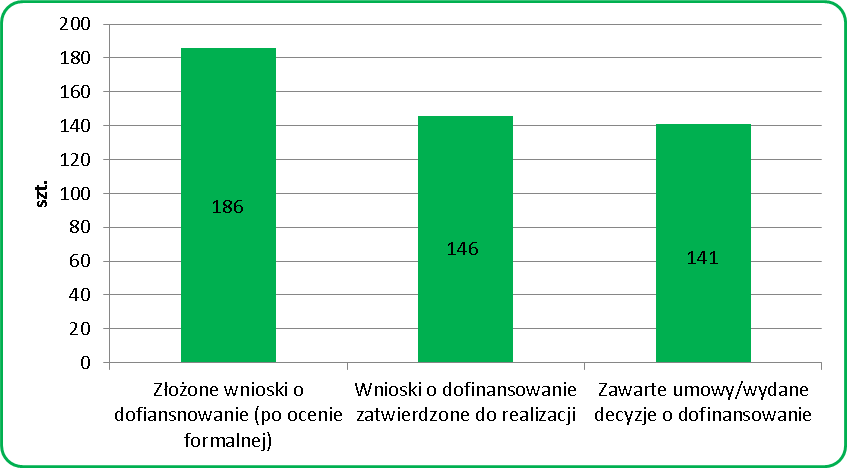 200
180
160
140
120
100
80
60
40
20
0
szt.
186
146
141
Złożone wnioski o
dofiansnowanie (po ocenie
formalnej)
Wnioski o dofinansowanie
zatwierdzone do realizacji
Zawarte umowy/wydane
decyzje o dofinansowanie